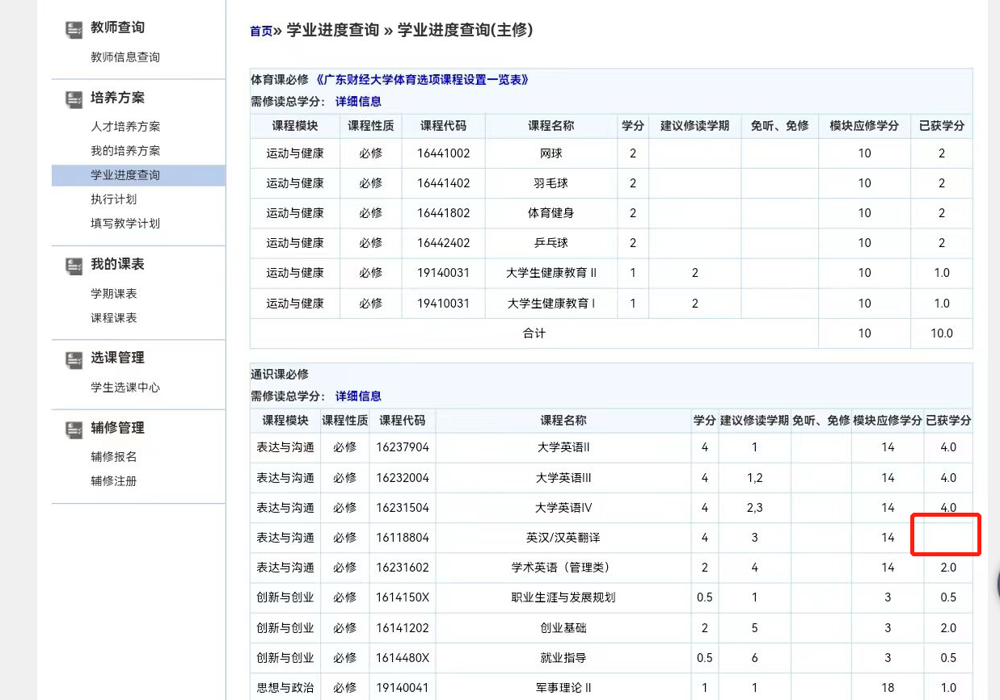 教师查询
教师信息查询
培养方案
人才培养方案
我的培养方案
学业进度查询
执行计划
填写教学计划
我的课表
学期课表
课程课表
选课管理
学生选课中心
辅修管理
辅修报名
辅修注册
首页» 学业进度查询 » 学业进度查询(主修)
体育课必修 《广东财经大学体育选项课程设置一览表》
需修读总学分： 详细信息
课程模块 课程性质 课程代码 课程名称 学分 建议修读学期 免听、免修 模块应修学分 已获学分
运动与健康 必修 16441002 网球 2 10 2
运动与健康 必修 16441402 羽毛球 2 10 2
运动与健康 必修 16441802 体育健身 2 10 2
运动与健康 必修 16442402 乒乓球 2 10 2
运动与健康 必修 19140031 大学生健康教育 II 1 2 10 1.0
运动与健康 必修 19410031 大学生健康教育 I 1 2 10 1.0
合计 10 10.0
通识课必修
需修读总学分： 详细信息
课程模块 课程性质 课程代码 课程名称 学分 建议修读学期 免听、免修 模块应修学分 已获学分
表达与沟通 必修 16237904 大学英语II 4 1 14 4.0
表达与沟通 必修 16232004 大学英语III 4 1,2 14 4.0
表达与沟通 必修 16231504 大学英语IV 4 2,3 14 4.0
表达与沟通 必修 16118804 英汉/汉英翻译 4 3 14
表达与沟通 必修 16231602 学术英语（管理类） 2 4 14 2.0
创新与创业 必修 1614150X 职业生涯与发展规划 0.5 1 3 0.5
创新与创业 必修 16141202 创业基础 2 5 3 2.0
创新与创业 必修 1614480X 就业指导 0.5 6 3 0.5
思想与政治 必修 19140041 军事理论 II 1 1 18 1.0